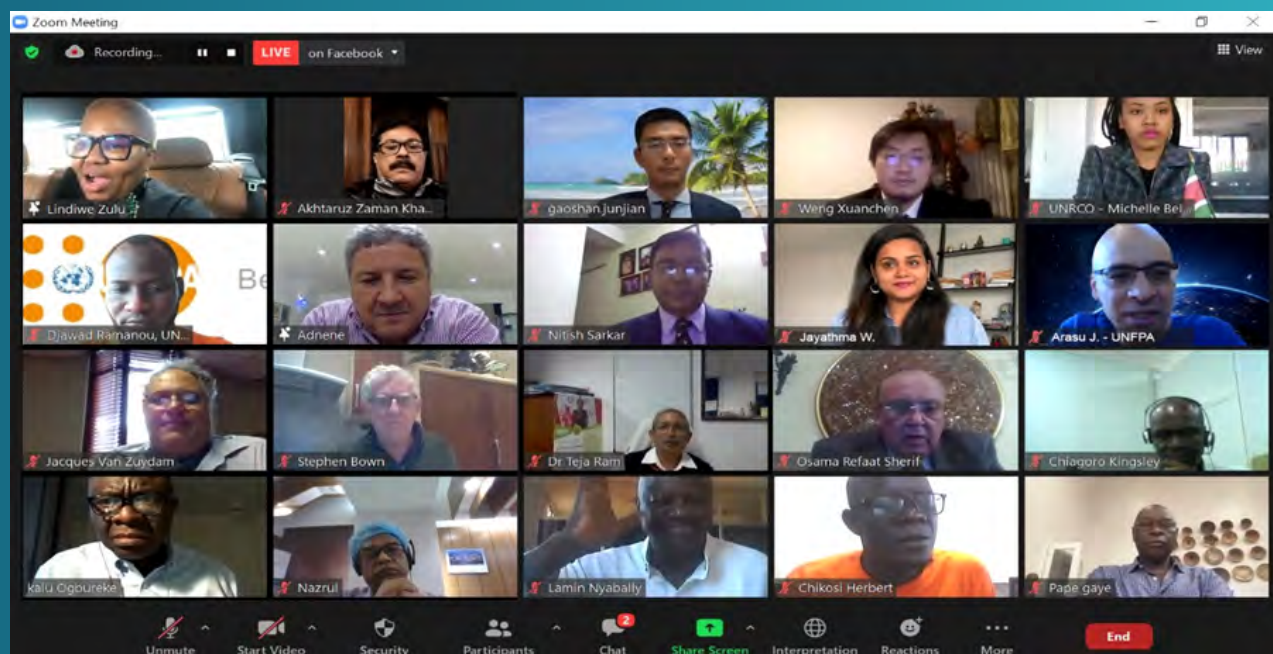 Zoom Meeting
Recording...
LIVE on Facebook
View
Lindiwe Zulu
Akhtaruz Zaman Kha...
gaoshan junjian
Weng Xuanchen
UNRCO - Michelle Bel
Be
Djawad Ramanou, UN...
Adnene
Nitish Sarkar
Jayathma W.
Arasu J. - UNFPA
Jacques Van Zuydam
Stephen Bown
Dr Teja Ram
Osama Refaat Sherif
Chiagoro Kingsley
kalu Ogbureke
Nazrul
Lamin Nyabally
Chikosi Herbert
Pape gaye
Unmute
Start Video
Security
Participants
2
Chat
Share Screen
Interpretation
Reactions
More
End